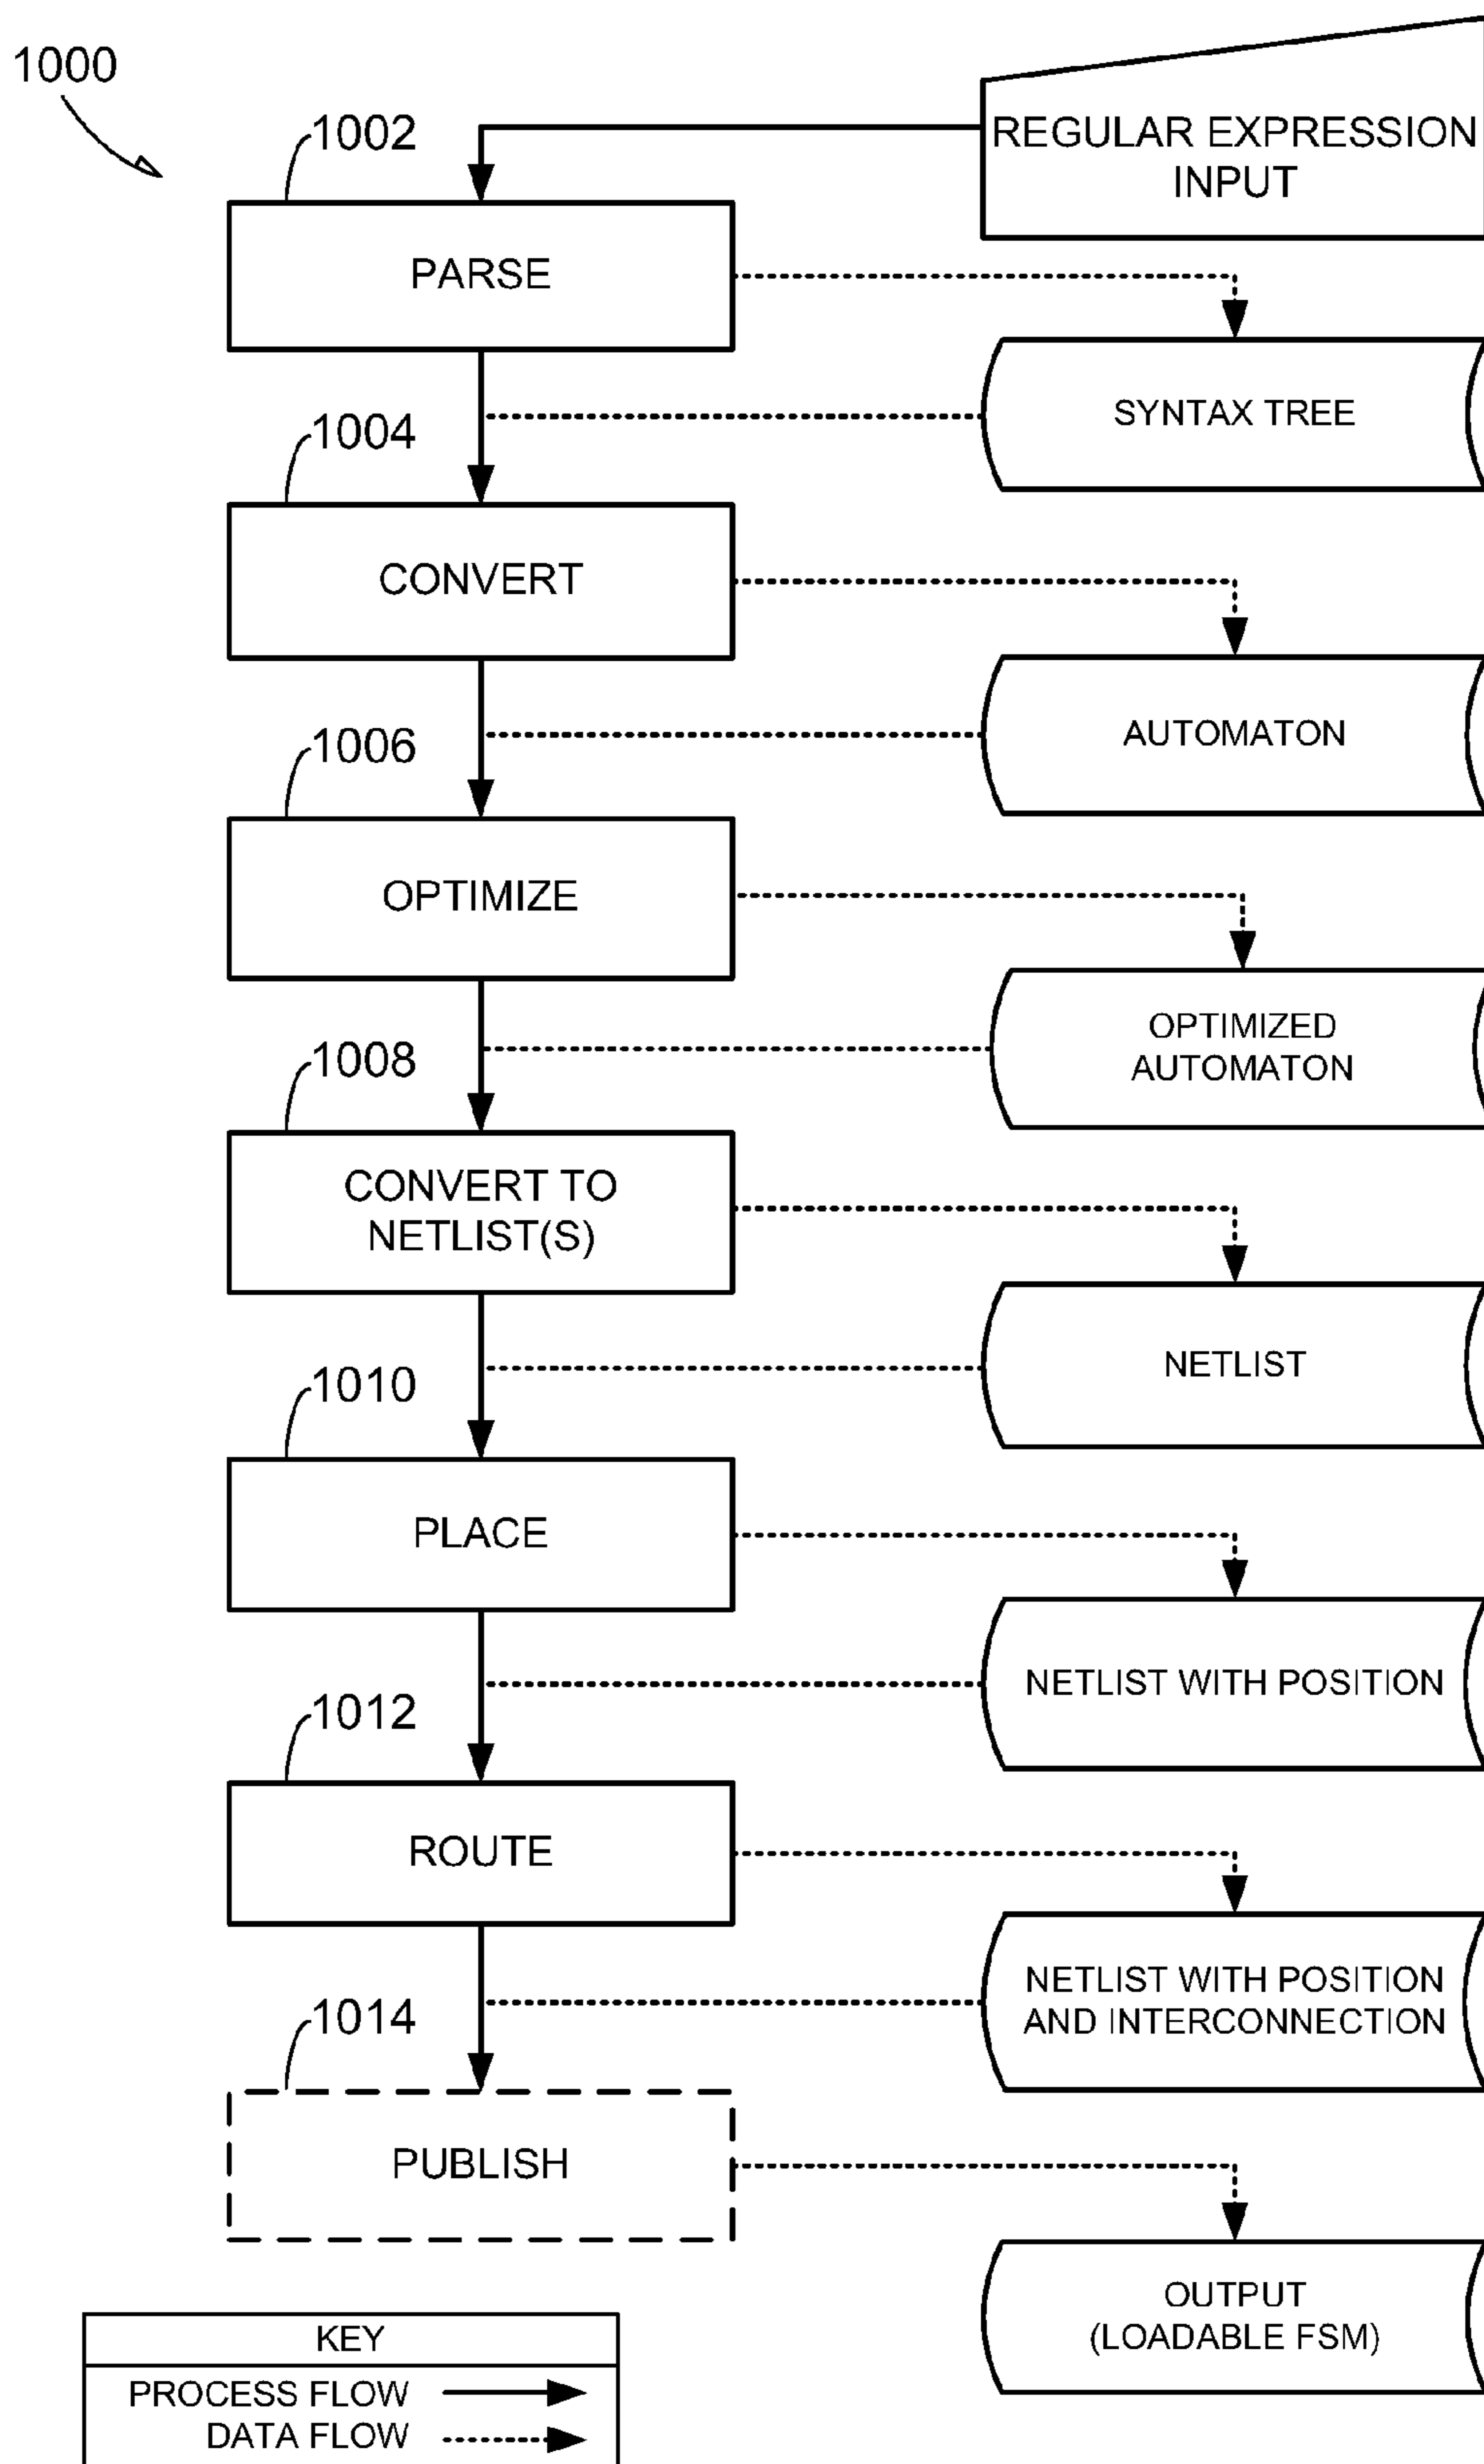 1000
1002
REGULAR EXPRESSION
INPUT
PARSE
SYNTAX TREE
1004
CONVERT
AUTOMATON
1006
OPTIMIZE
OPTIMIZED
AUTOMATON
1008
CONVERT TO
NETLIST(S)
NETLIST
1010
PLACE
NETLIST WITH POSITION
1012
ROUTE
NETLIST WITH POSITION
AND INTERCONNECTION
1014
PUBLISH
OUTPUT
(LOADABLE FSM)
KEY
PROCESS FLOW
DATA FLOW